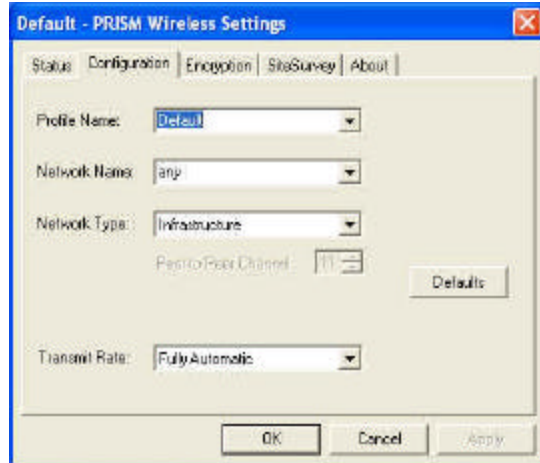 Default - PRISM Wireless Settings
Status Configuration Encryption SiteSurvey About
Profile Name: Default
Network Name: any
Network Type: Infrastructure
Peer-to-Peer Channel: 11
Defaults
Transmit Rate: Fully Automatic
OK Cancel Apply